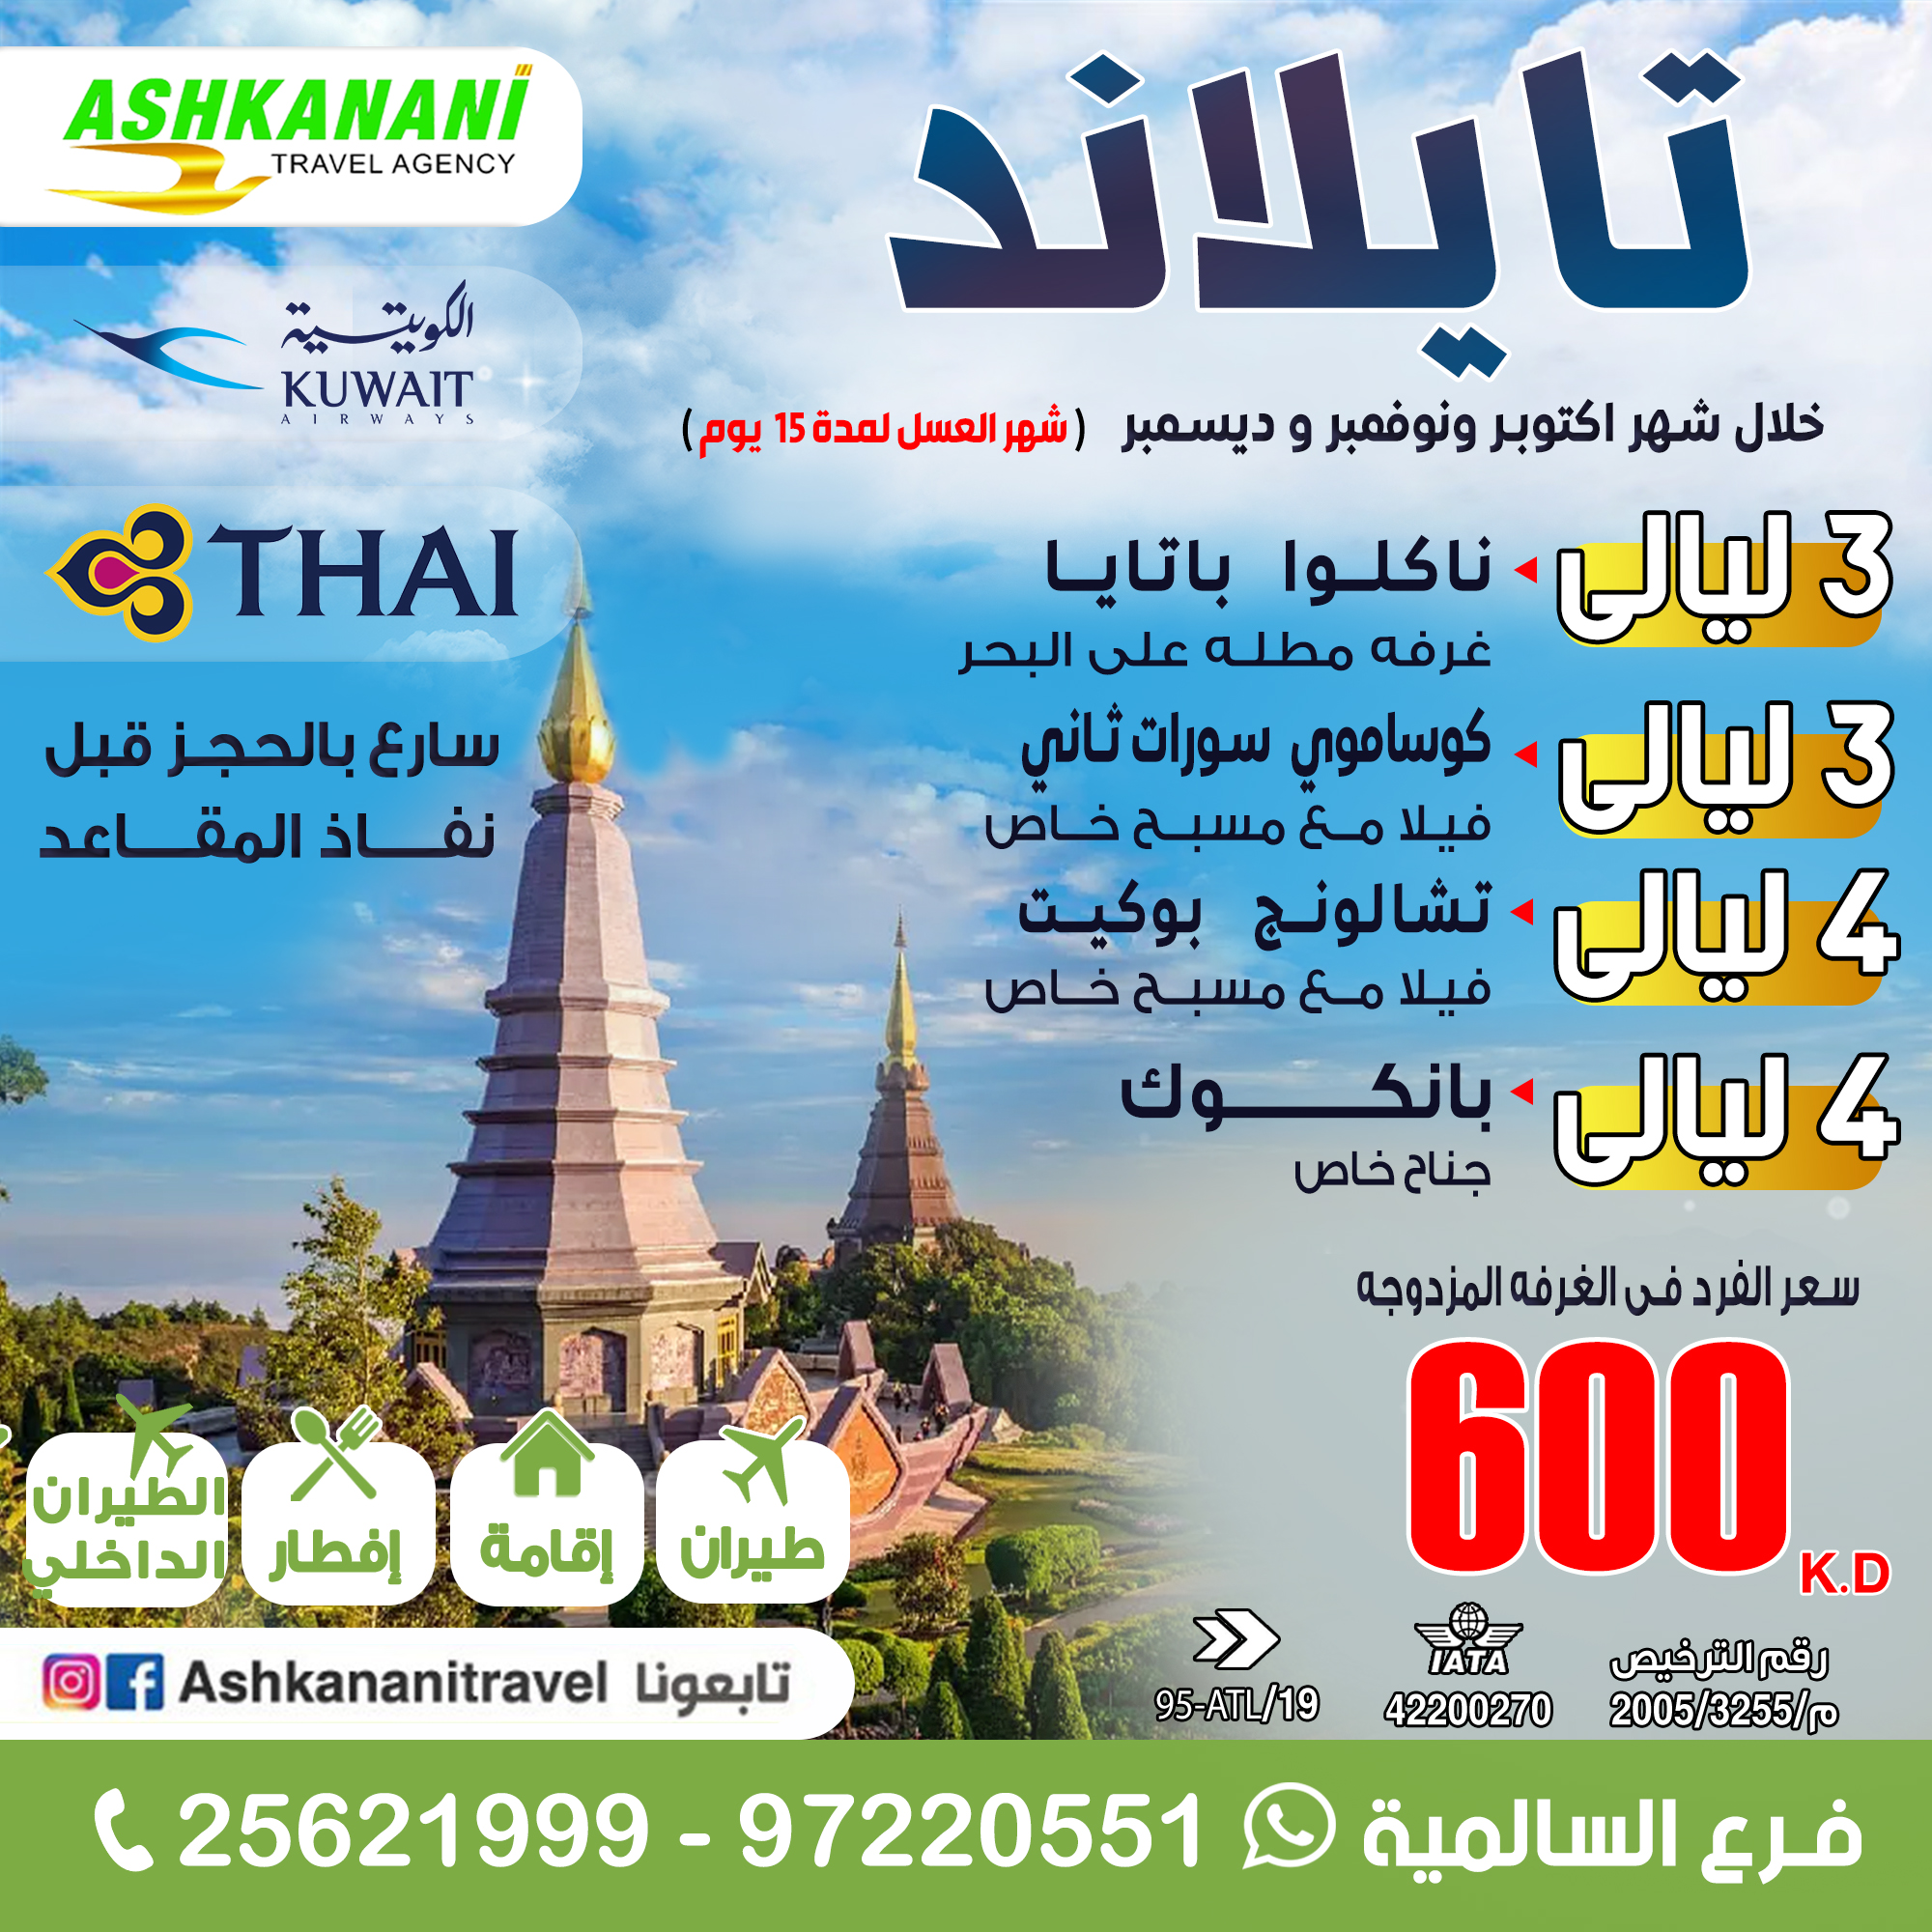 ASHKANANI
TRAVEL AGENCY
تايلاند
الكويتية
KUWAIT
AIRWAYS
خلال شهر اكتوبر ونوفمبر و ديسمبر (شهر العسل لمدة 15 يوم)
THAI
3 ليالى
ناكلوا باتايا
غرفه مطله على البحر
3 ليالى
كوساموي سورات ثاني
فيلا مع مسبح خاص
سارع بالحجز قبل
نفاذ المقاعد
4 ليالى
تشالونج بوكيت
فيلا مع مسبح خاص
4 ليالى
بانكوك
جناح خاص
سعر الفرد فى الغرفه المزدوجه
600 K.D
طيران
إقامة
إفطار
الطيران
الداخلي
تابعونا Ashkananitravel
رقم الترخيص
م/2005/3255
IATA
42200270
95-ATL/19
فرع السالمية 97220551 - 25621999